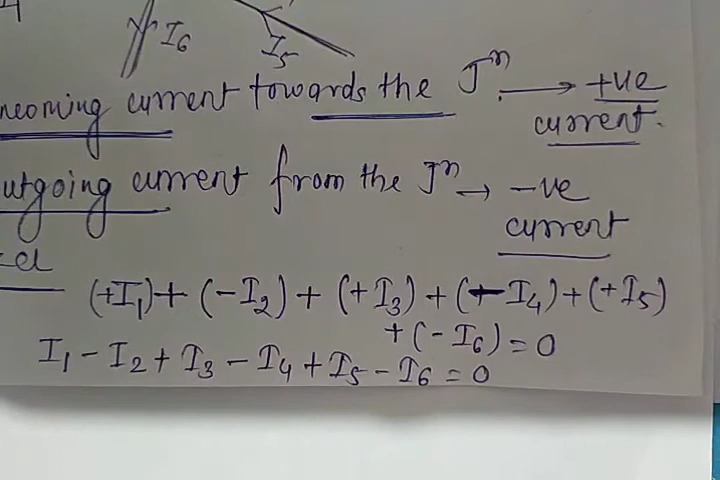 4
I6
I5
ncoming current towards the Jn → +ve
current.
utgoing current from the Jn → -ve
current
(+I1)+ (-I2) + (+I3) + (-I4) + (+I5)
+ (-I6) = 0
I1 - I2 + I3 - I4 + I5 - I6 = 0